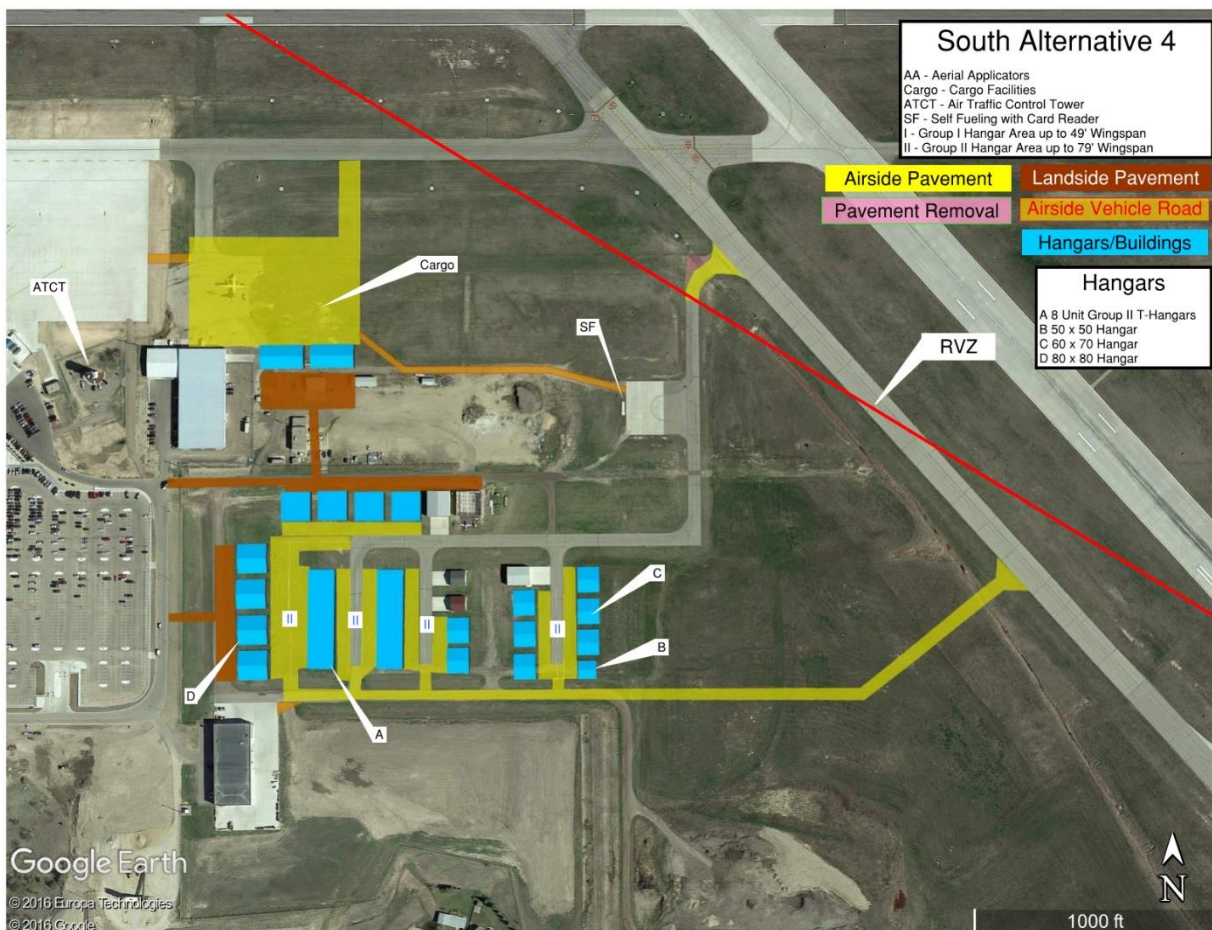 South Alternative 4
AA - Aerial Applicators
Cargo - Cargo Facilities
ATCT - Air Traffic Control Tower
SF - Self Fueling with Card Reader
I - Group I Hangar Area up to 49' Wingspan
II - Group II Hangar Area up to 79' Wingspan
Airside Pavement
Landside Pavement
Pavement Removal
Airside Vehicle Road
Hangars/Buildings
Hangars
A 8 Unit Group II T-Hangars
B 50 x 50 Hangar
C 60 x 70 Hangar
D 80 x 80 Hangar
Cargo
ATCT
SF
RVZ
C
II
II
II
II
B
D
A
Google Earth
© 2016 Europa Technologies
© 2016 Google
N
1000 ft